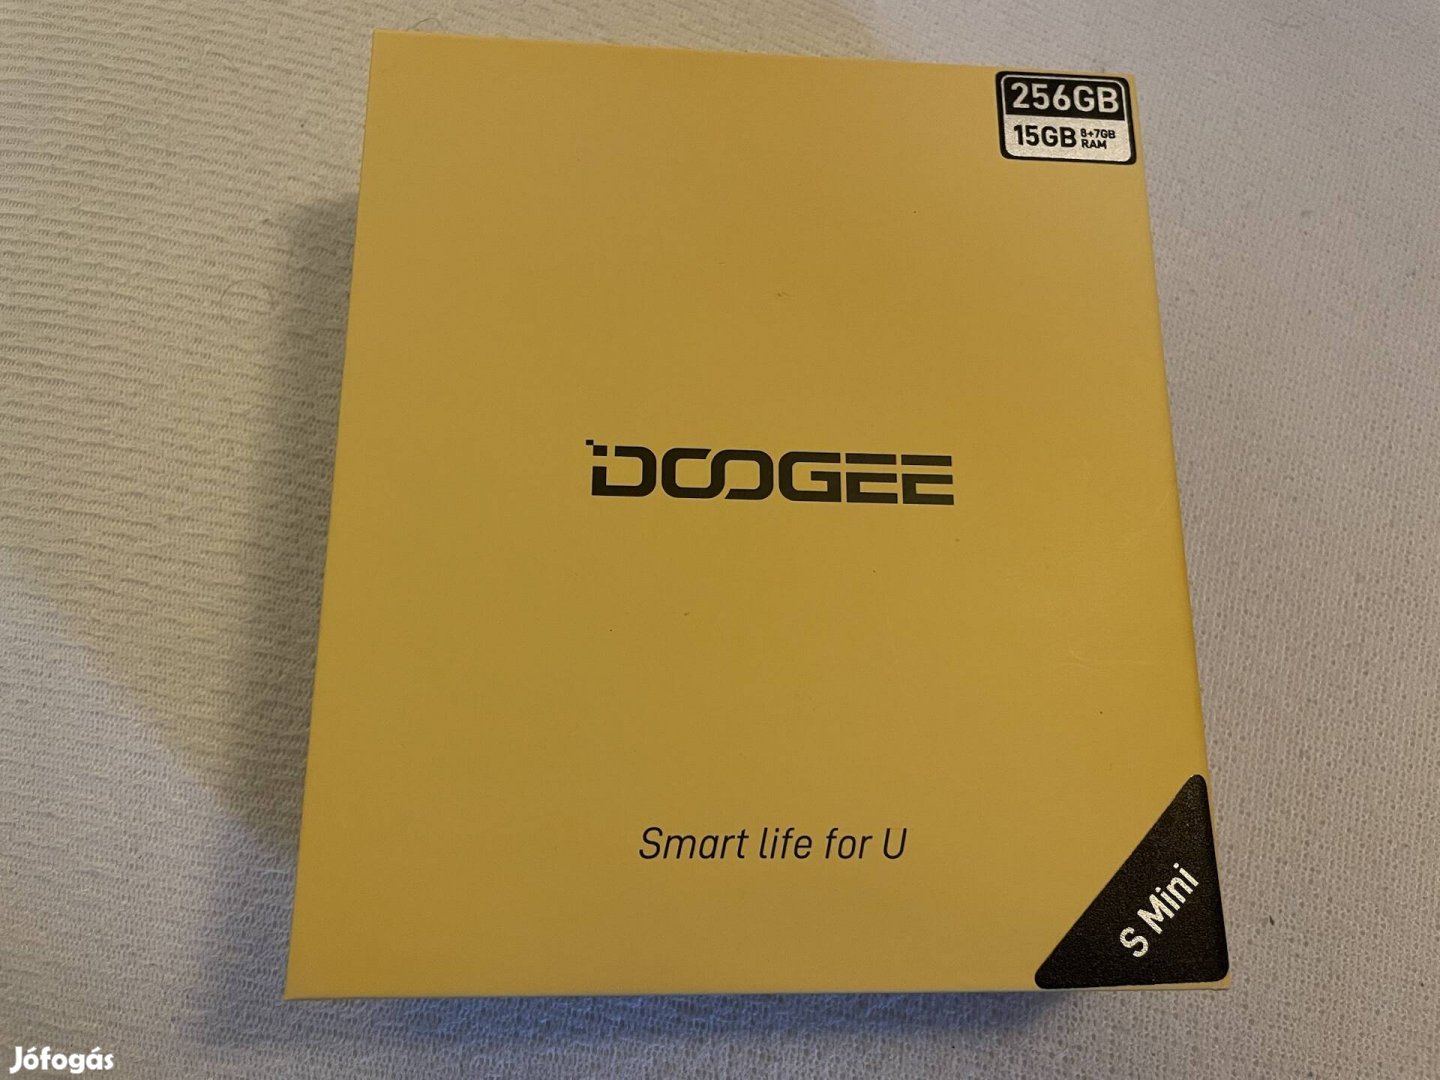 256GB
15GB 8+7GB RAM
DOOGEE
Smart life for U
S Mini
Jófogás